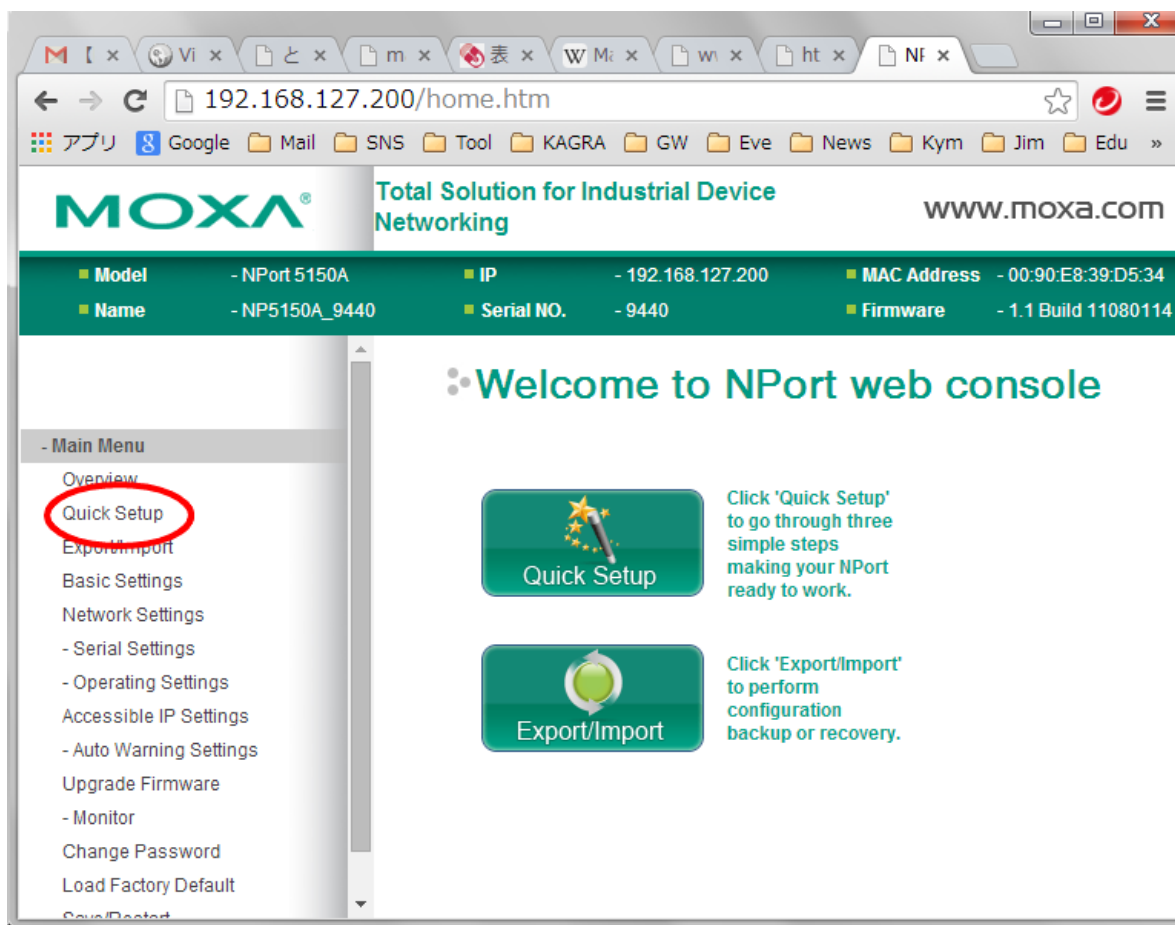 M 【 × Vi × と × m × 表 × W Ma × w × ht × NF ×
192.168.127.200/home.htm
アプリ 8 Google Mail SNS Tool KAGRA GW Eve News Kym Jim Edu »
MOXA®
Total Solution for Industrial Device
Networking
www.moxa.com
Model - NPort 5150A IP - 192.168.127.200 MAC Address - 00:90:E8:39:D5:34
Name - NP5150A_9440 Serial NO. - 9440 Firmware - 1.1 Build 11080114
Welcome to NPort web console
- Main Menu
Overview
Quick Setup
Export/Import
Basic Settings
Network Settings
- Serial Settings
- Operating Settings
Accessible IP Settings
- Auto Warning Settings
Upgrade Firmware
- Monitor
Change Password
Load Factory Default
Save/Restart
Quick Setup
Click 'Quick Setup'
to go through three
simple steps
making your NPort
ready to work.
Export/Import
Click 'Export/Import'
to perform
configuration
backup or recovery.